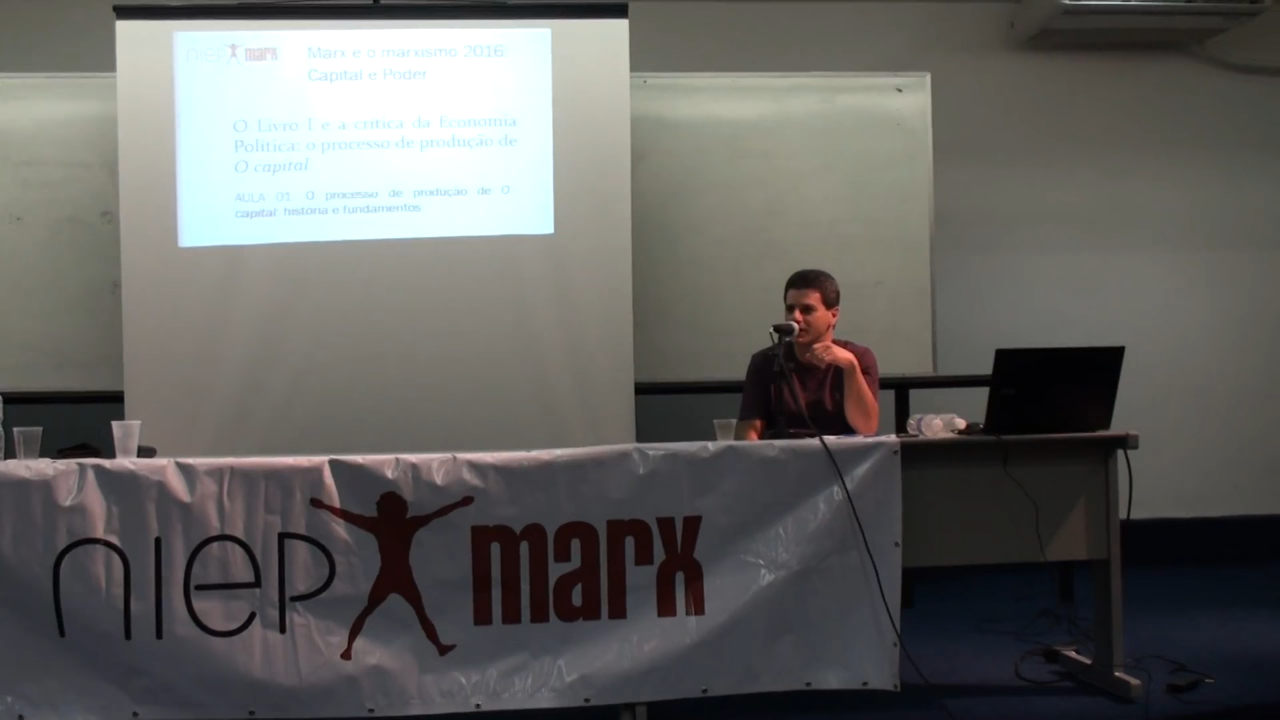 niep marx
Marx e o marxismo 2016:
Capital e Poder
O Livro I e a crítica da Economia
Política: o processo de produção de
O capital
AULA 01: O processo de produção de O
capital: história e fundamentos
niep marx